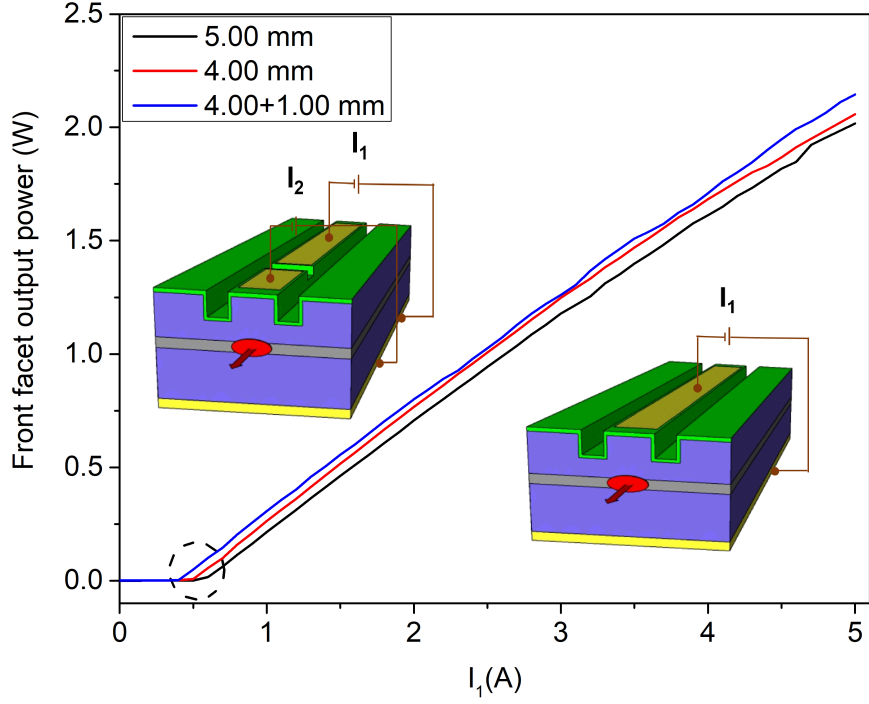 2.5
5.00 mm
4.00 mm
4.00+1.00 mm
2.0
I₁
I₂
1.5
I₁
1.0
0.5
0.0
0 1 2 3 4 5
I₁(A)
Front facet output power (W)